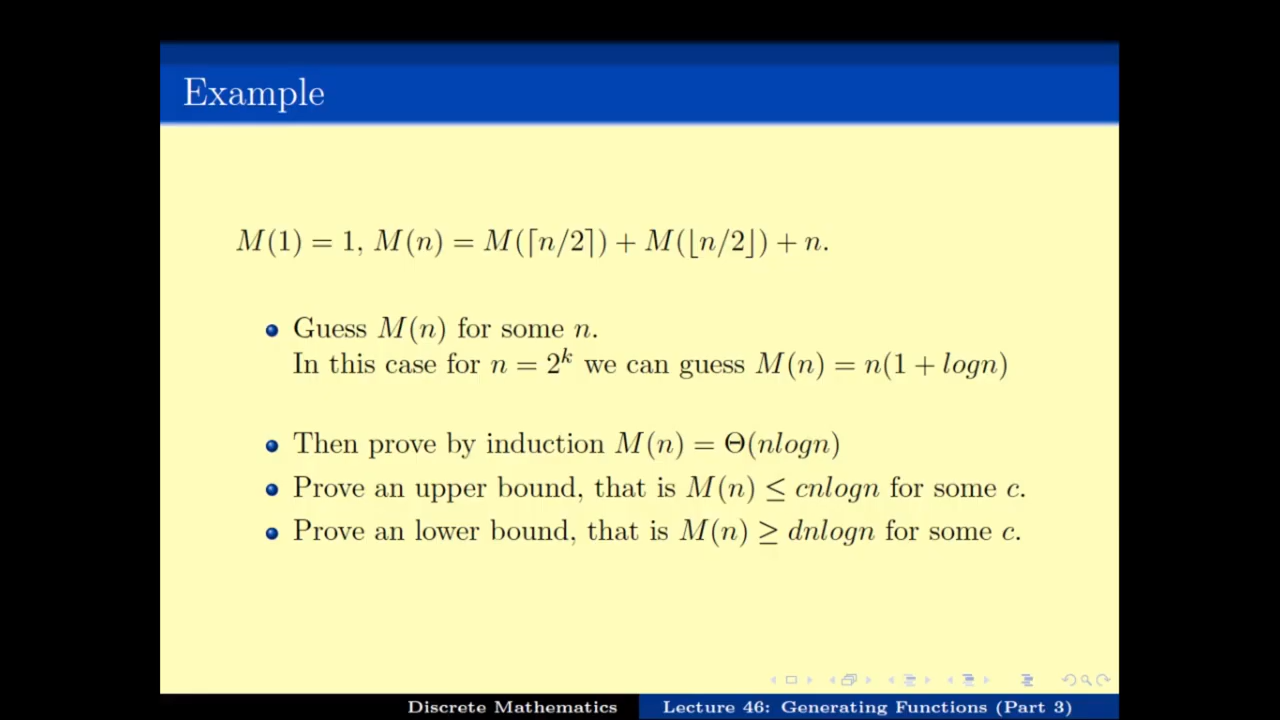 Example
M(1) = 1, M(n) = M(⌈n/2⌉) + M(⌊n/2⌋) + n.
Guess M(n) for some n.
In this case for n = 2^k we can guess M(n) = n(1 + logn)
Then prove by induction M(n) = Θ(nlogn)
Prove an upper bound, that is M(n) ≤ cnlogn for some c.
Prove an lower bound, that is M(n) ≥ dnlogn for some c.
Discrete Mathematics
Lecture 46: Generating Functions (Part 3)